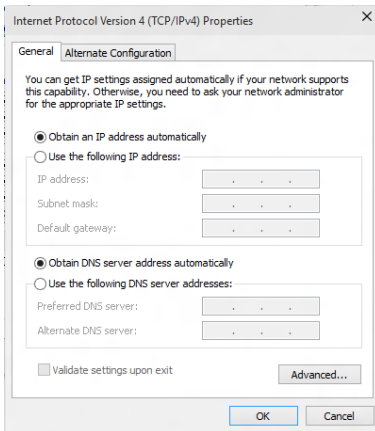 Internet Protocol Version 4 (TCP/IPv4) Properties
General
Alternate Configuration
You can get IP settings assigned automatically if your network supports
this capability. Otherwise, you need to ask your network administrator
for the appropriate IP settings.
Obtain an IP address automatically
Use the following IP address:
IP address:
Subnet mask:
Default gateway:
Obtain DNS server address automatically
Use the following DNS server addresses:
Preferred DNS server:
Alternate DNS server:
Validate settings upon exit
Advanced...
OK
Cancel